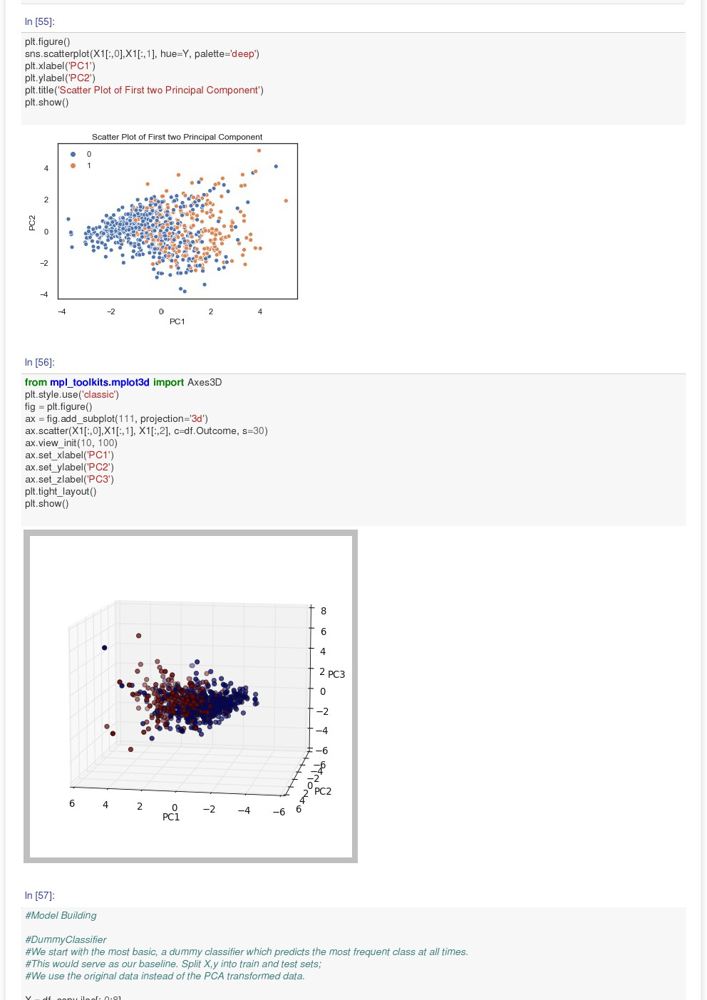 In [55]:
plt.figure()
sns.scatterplot(X1[:,0],X1[:,1], hue=Y, palette='deep')
plt.xlabel('PC1')
plt.ylabel('PC2')
plt.title('Scatter Plot of First two Principal Component')
plt.show()
Scatter Plot of First two Principal Component
0
1
4
2
0
−2
−4
PC2
−4 −2 0 2 4
PC1
In [56]:
from mpl_toolkits.mplot3d import Axes3D
plt.style.use('classic')
fig = plt.figure()
ax = fig.add_subplot(111, projection='3d')
ax.scatter(X1[:,0],X1[:,1], X1[:,2], c=df.Outcome, s=30)
ax.view_init(10, 100)
ax.set_xlabel('PC1')
ax.set_ylabel('PC2')
ax.set_zlabel('PC3')
plt.tight_layout()
plt.show()
8
6
4
2 PC3
0
−2
−4
−6
−6
−4
−2
0 PC2
2
4
6
6 4 2 0 −2 −4 −6
PC1
In [57]:
#Model Building
#DummyClassifier
#We start with the most basic, a dummy classifier which predicts the most frequent class at all times.
#This would serve as our baseline. Split X,y into train and test sets;
#We use the original data instead of the PCA transformed data.